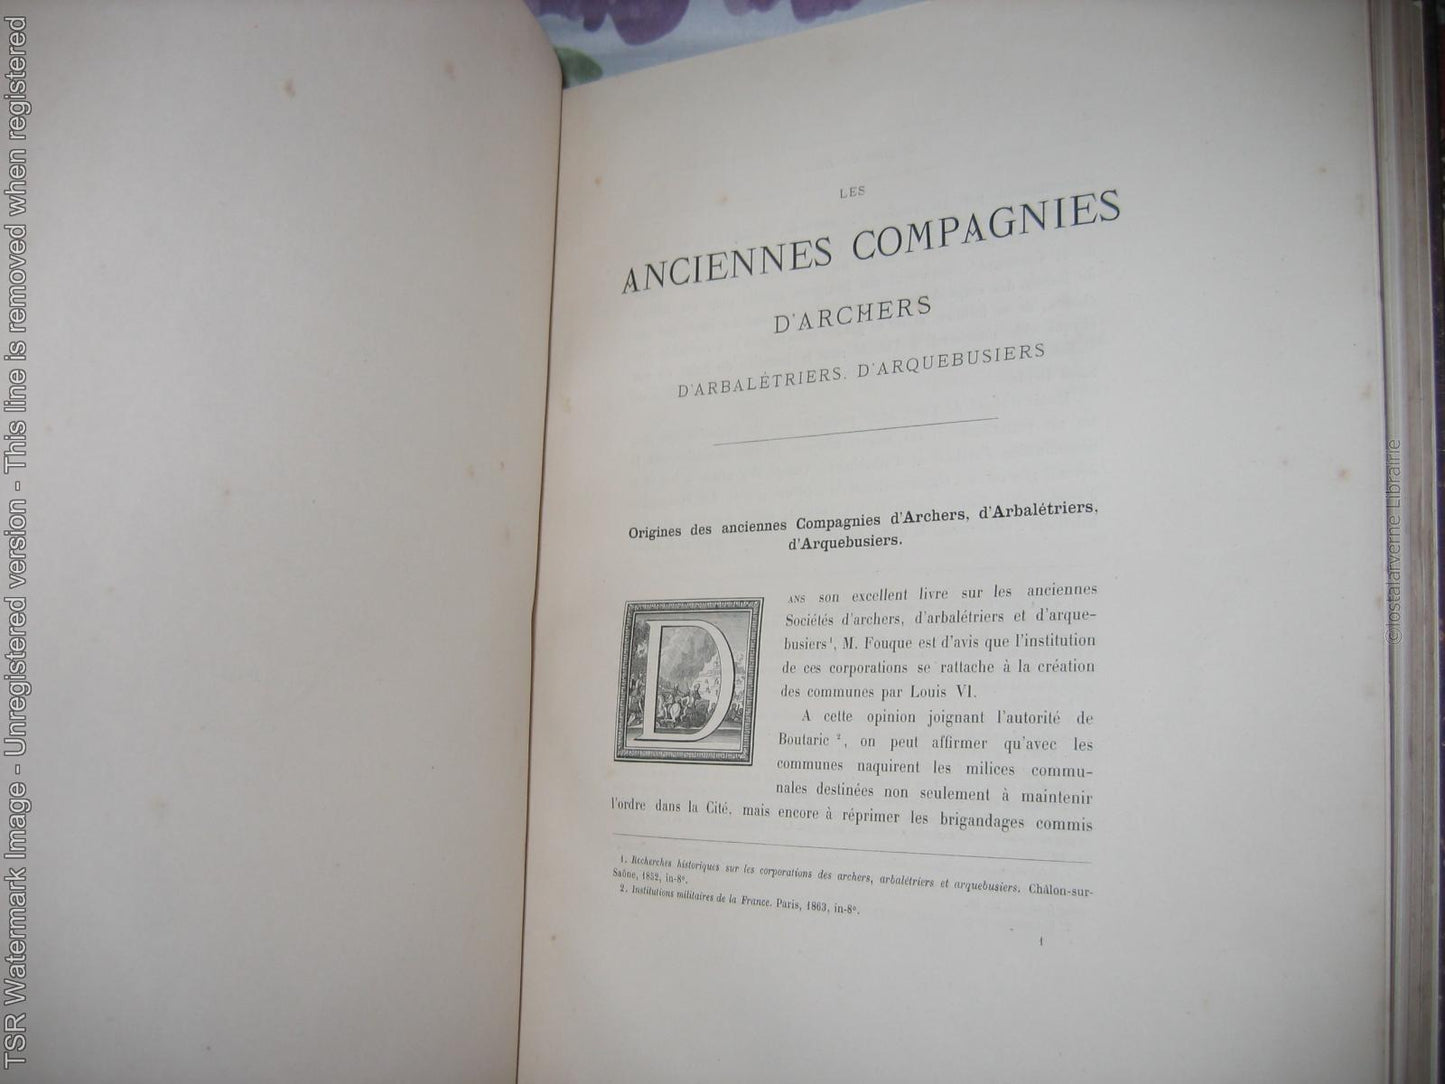 LES
ANCIENNES COMPAGNIES
D'ARCHERS
D'ARBALÉTRIERS, D'ARQUEBUSIERS
Origines des anciennes Compagnies d'Archers, d'Arbalétriers,
d'Arquebusiers.
DANS son excellent livre sur les anciennes
Sociétés d'archers, d'arbalétriers et d'arque-
busiers¹, M. Fouque est d'avis que l'institution
de ces corporations se rattache à la création
des communes par Louis VI.
A cette opinion joignant l'autorité de
Boutaric ², on peut affirmer qu'avec les
communes naquirent les milices commu-
nales destinées non seulement à maintenir
l'ordre dans la Cité, mais encore à réprimer les brigandages commis
1. Recherches historiques sur les corporations des archers, arbalétriers et arquebusiers. Châlon-sur-
Saône, 1852, in-8°.
2. Institutions militaires de la France. Paris, 1863, in-8°.
1
TSR Watermark Image - Unregistered version - This line is removed when registered
©lostalarverne Librairie